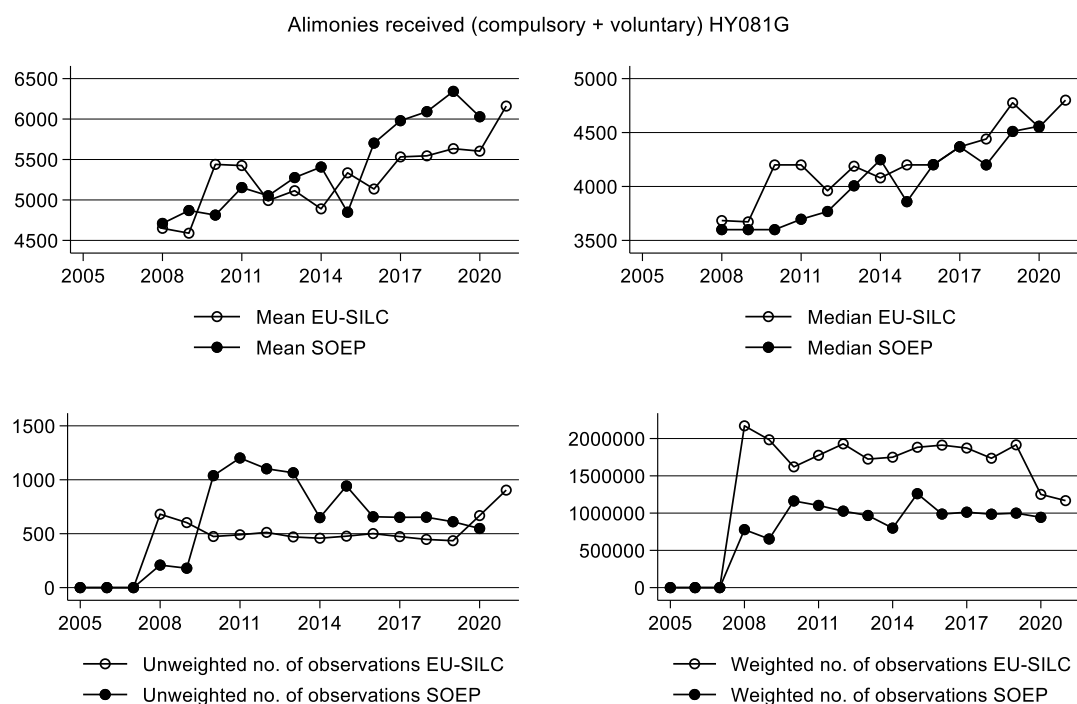 Alimonies received (compulsory + voluntary) HY081G
6500
6000
5500
5000
4500
2005 2008 2011 2014 2017 2020
Mean EU-SILC
Mean SOEP
5000
4500
4000
3500
2005 2008 2011 2014 2017 2020
Median EU-SILC
Median SOEP
1500
1000
500
0
2005 2008 2011 2014 2017 2020
Unweighted no. of observations EU-SILC
Unweighted no. of observations SOEP
2000000
1500000
1000000
500000
0
2005 2008 2011 2014 2017 2020
Weighted no. of observations EU-SILC
Weighted no. of observations SOEP